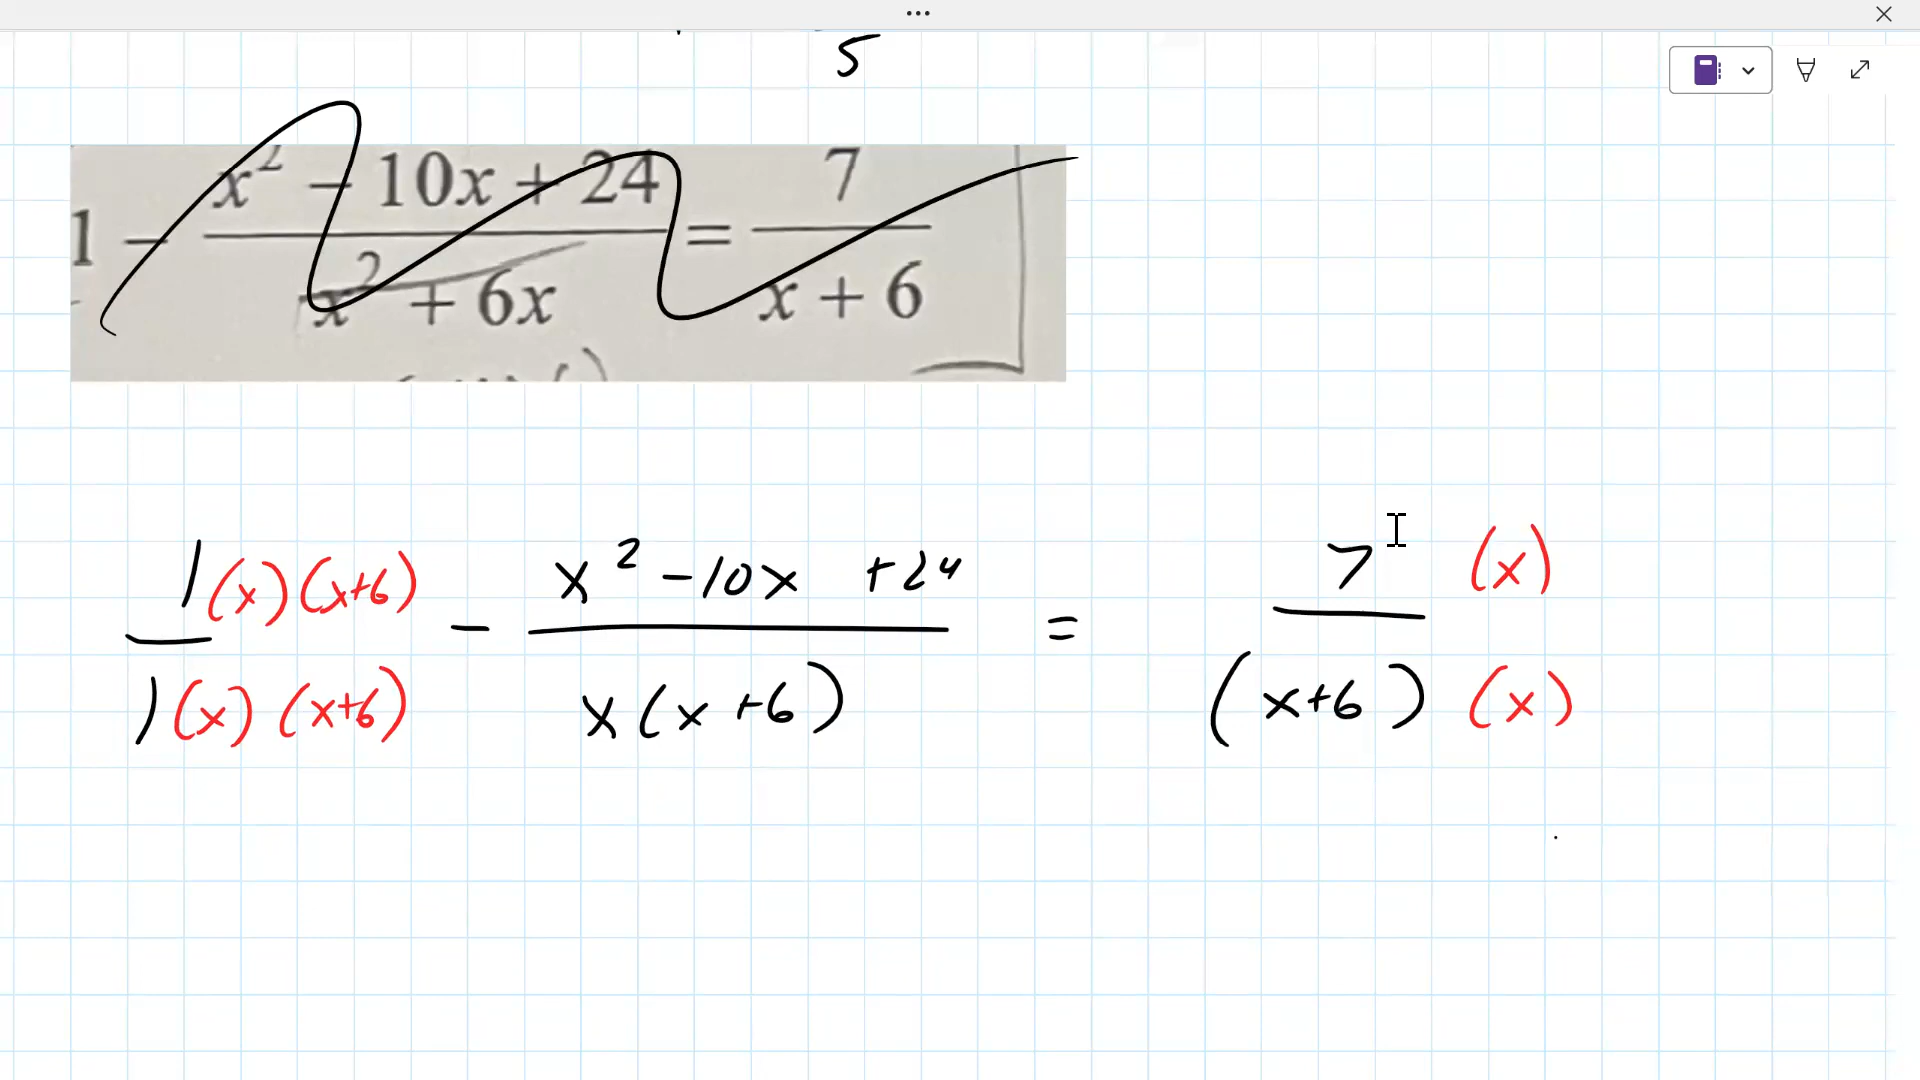 5
1 - x² - 10x + 24 / x² + 6x = 7 / x + 6
1(x)(x+6) / 1(x)(x+6) - x² - 10x + 24 / x(x+6) = 7(x) / (x+6)(x)